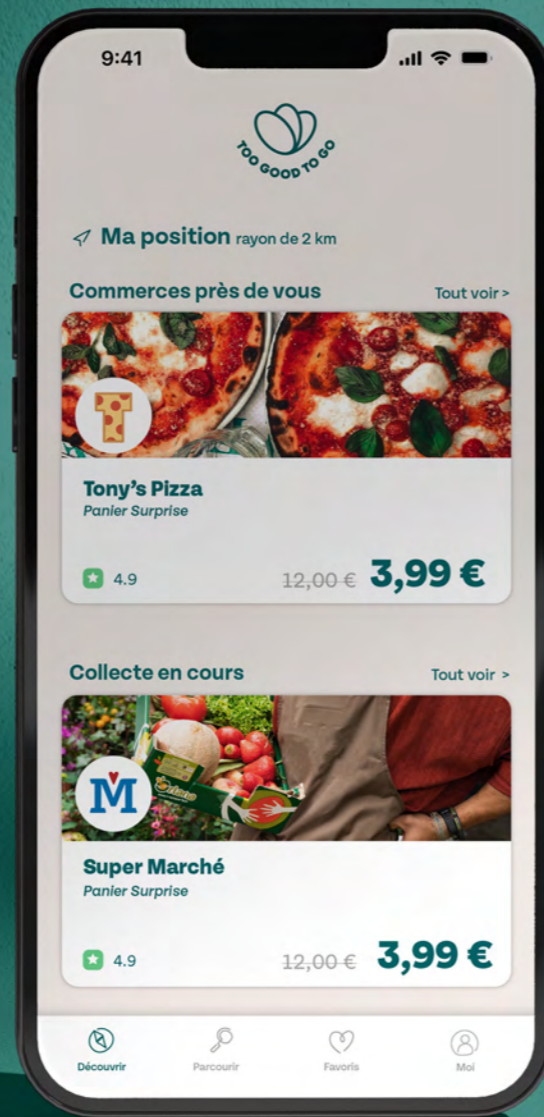 9:41
TOO GOOD TO GO
Ma position rayon de 2 km
Commerces près de vous Tout voir >
T
Tony's Pizza
Panier Surprise
4.9 12,00 € 3,99 €
Collecte en cours Tout voir >
M
Super Marché
Panier Surprise
4.9 12,00 € 3,99 €
Découvrir Parcourir Favoris Moi